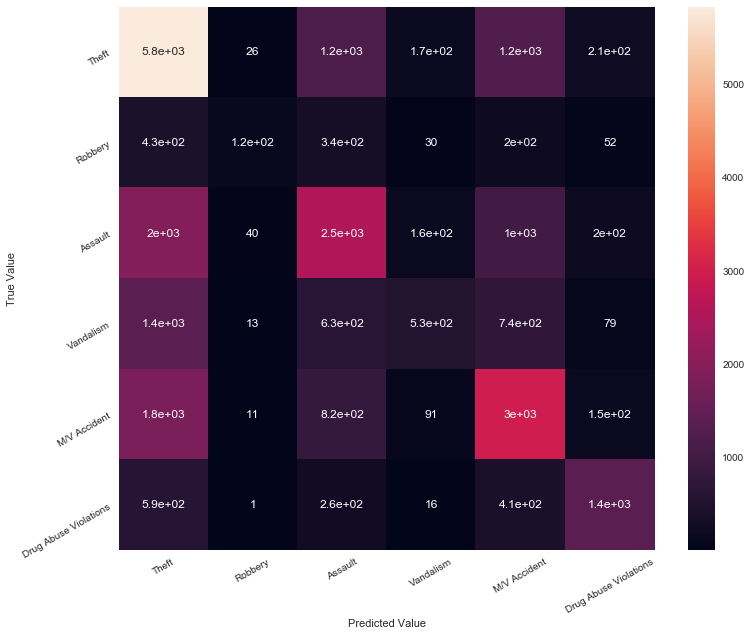 Theft 5.8e+03 26 1.2e+03 1.7e+02 1.2e+03 2.1e+02
Robbery 4.3e+02 1.2e+02 3.4e+02 30 2e+02 52
Assault 2e+03 40 2.5e+03 1.6e+02 1e+03 2e+02
Vandalism 1.4e+03 13 6.3e+02 5.3e+02 7.4e+02 79
M/V Accident 1.8e+03 11 8.2e+02 91 3e+03 1.5e+02
Drug Abuse Violations 5.9e+02 1 2.6e+02 16 4.1e+02 1.4e+03
Theft Robbery Assault Vandalism M/V Accident Drug Abuse Violations
Predicted Value
True Value
5000
4000
3000
2000
1000